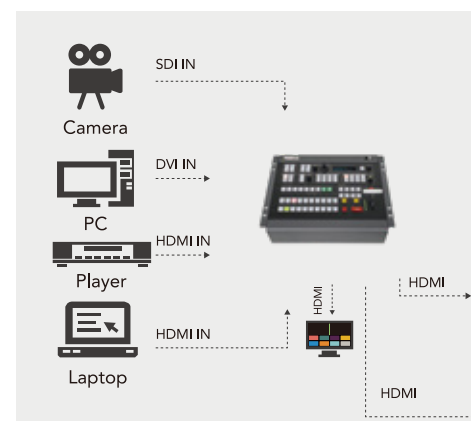 SDI IN
Camera
DVI IN
PC
HDMI IN
Player
HDMI
HDMI
HDMI IN
Laptop
HDMI